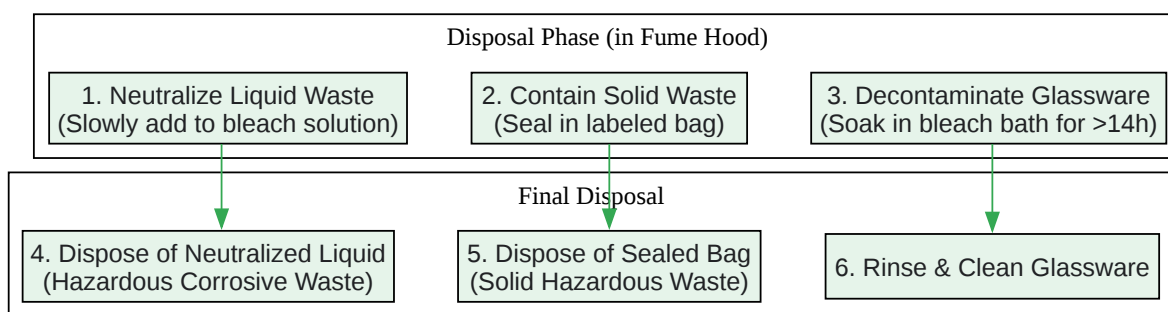 Disposal Phase (in Fume Hood)
1. Neutralize Liquid Waste
(Slowly add to bleach solution)
2. Contain Solid Waste
(Seal in labeled bag)
3. Decontaminate Glassware
(Soak in bleach bath for >14h)
Final Disposal
4. Dispose of Neutralized Liquid
(Hazardous Corrosive Waste)
5. Dispose of Sealed Bag
(Solid Hazardous Waste)
6. Rinse & Clean Glassware